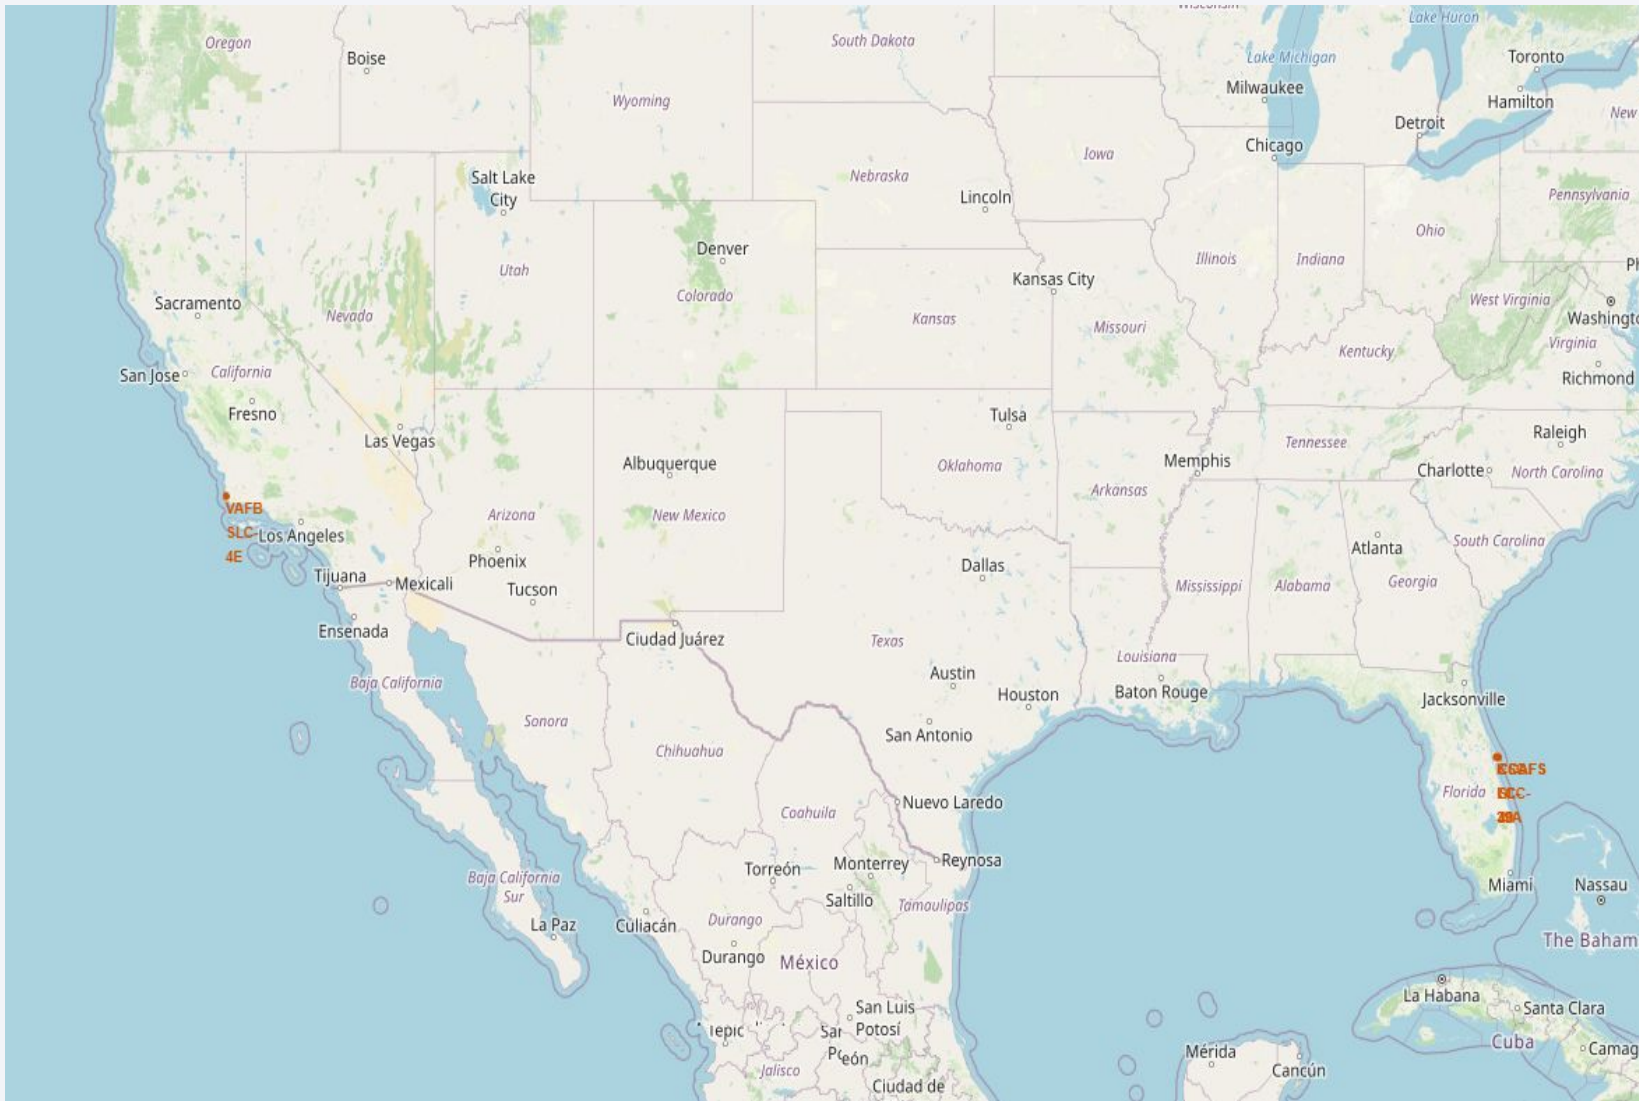 Wisconsin
Lake Huron
Oregon
South Dakota
Boise
Lake Michigan
Toronto
Milwaukee
Wyoming
Hamilton
New
Detroit
Chicago
Iowa
Salt Lake
City
Nebraska
Lincoln
Pennsylvania
Ohio
Denver
Illinois
Indiana
Utah
Kansas City
Colorado
Sacramento
West Virginia
Nevada
Kansas
Missouri
Washingto
Virginia
Kentucky
San Jose
California
Richmond
Fresno
Tulsa
Las Vegas
Tennessee
Raleigh
Albuquerque
Oklahoma
Memphis
Charlotte
North Carolina
Arkansas
VAFB
SLC-
4E
Los Angeles
Arizona
New Mexico
Phoenix
Dallas
Atlanta
South Carolina
Tijuana
Mexicali
Tucson
Mississippi
Alabama
Georgia
Ensenada
Ciudad Juárez
Texas
Louisiana
Baja California
Austin
Houston
Baton Rouge
Jacksonville
Sonora
San Antonio
Chihuahua
Florida
Coahuila
Nuevo Laredo
Torreón
Monterrey
Reynosa
Baja California
Sur
Saltillo
Tamaulipas
Miami
Nassau
La Paz
Culiacán
Durango
The Baham
Durango
México
La Habana
Santa Clara
San Luis
Potosí
Tepic
Cuba
Camag
Mérida
Jalisco
Cancún
Ciudad de